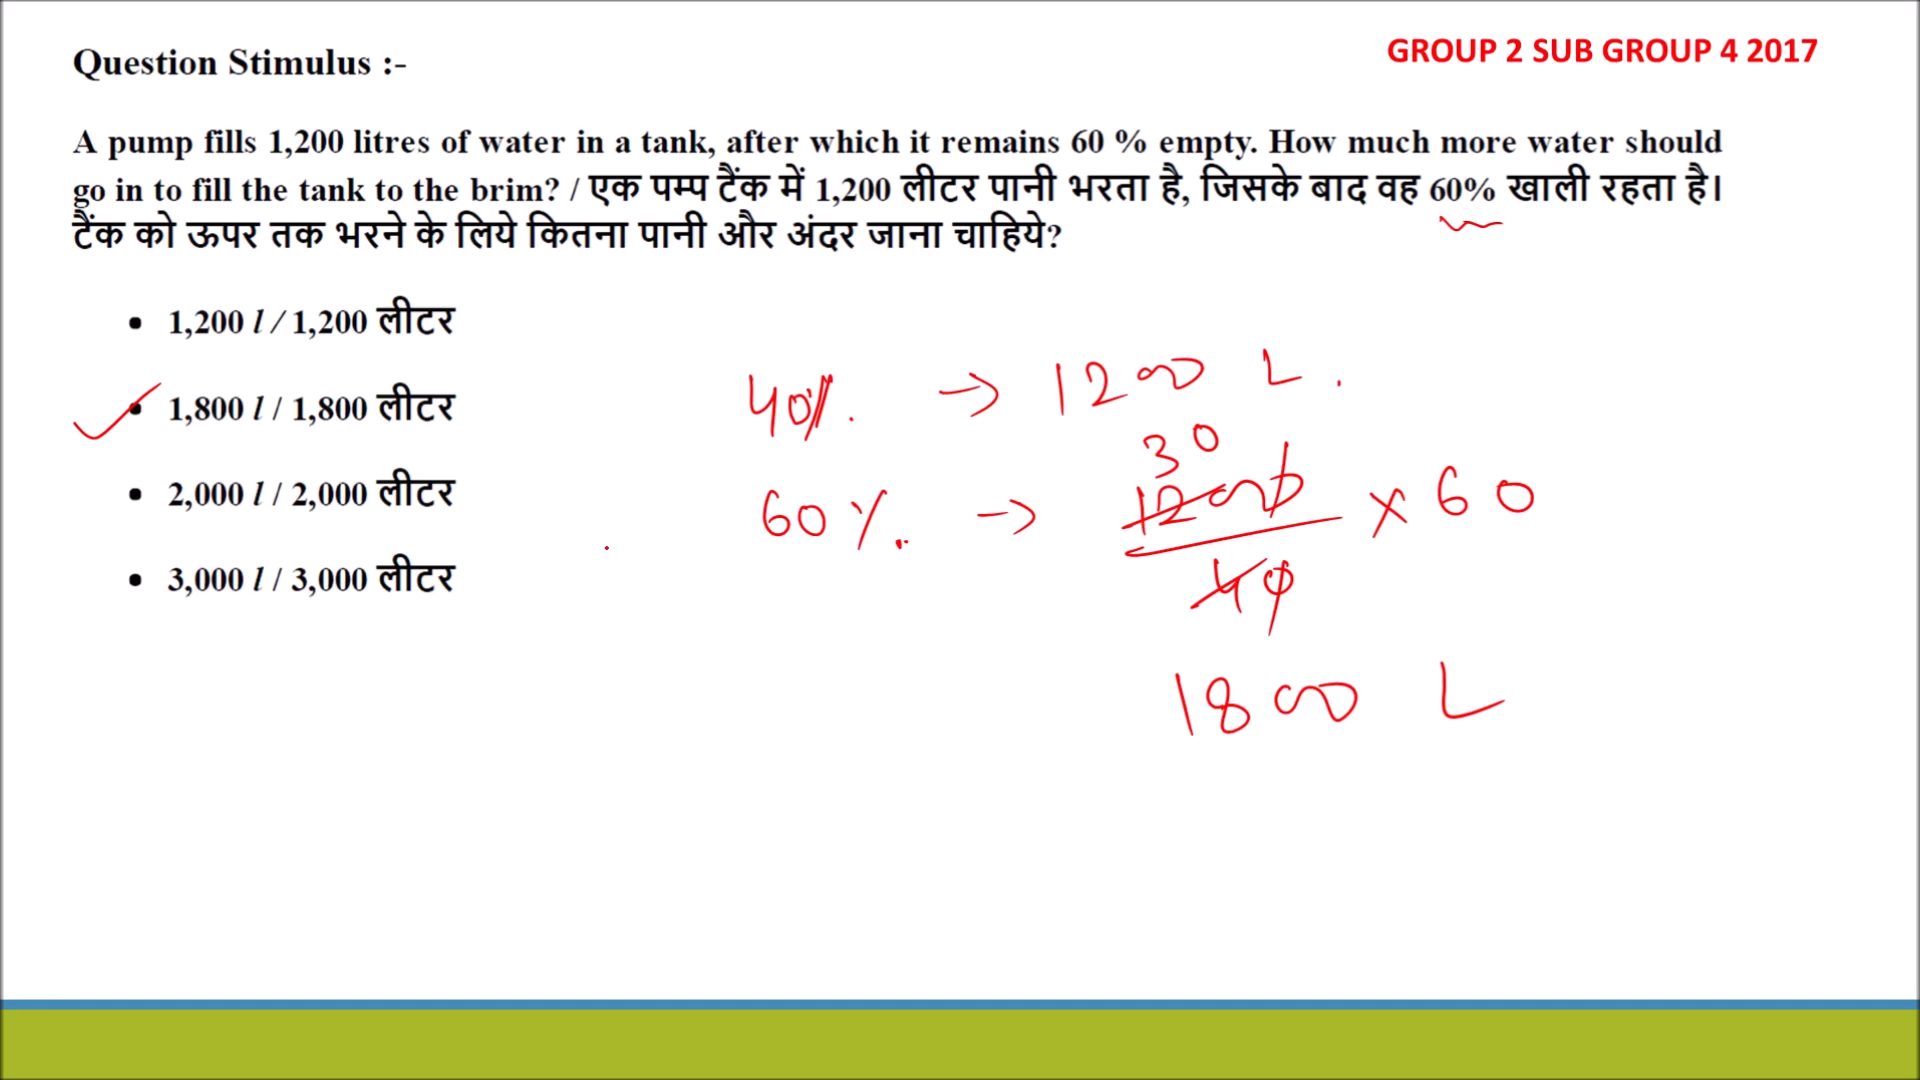 Question Stimulus :-
GROUP 2 SUB GROUP 4 2017
A pump fills 1,200 litres of water in a tank, after which it remains 60 % empty. How much more water should
go in to fill the tank to the brim? / एक पम्प टैंक में 1,200 लीटर पानी भरता है, जिसके बाद वह 60% खाली रहता है।
टैंक को ऊपर तक भरने के लिये कितना पानी और अंदर जाना चाहिये?
• 1,200 l / 1,200 लीटर
• 1,800 l / 1,800 लीटर
• 2,000 l / 2,000 लीटर
• 3,000 l / 3,000 लीटर
40%. → 1200 L.
30
60%. → 1200 × 60
40
1800 L